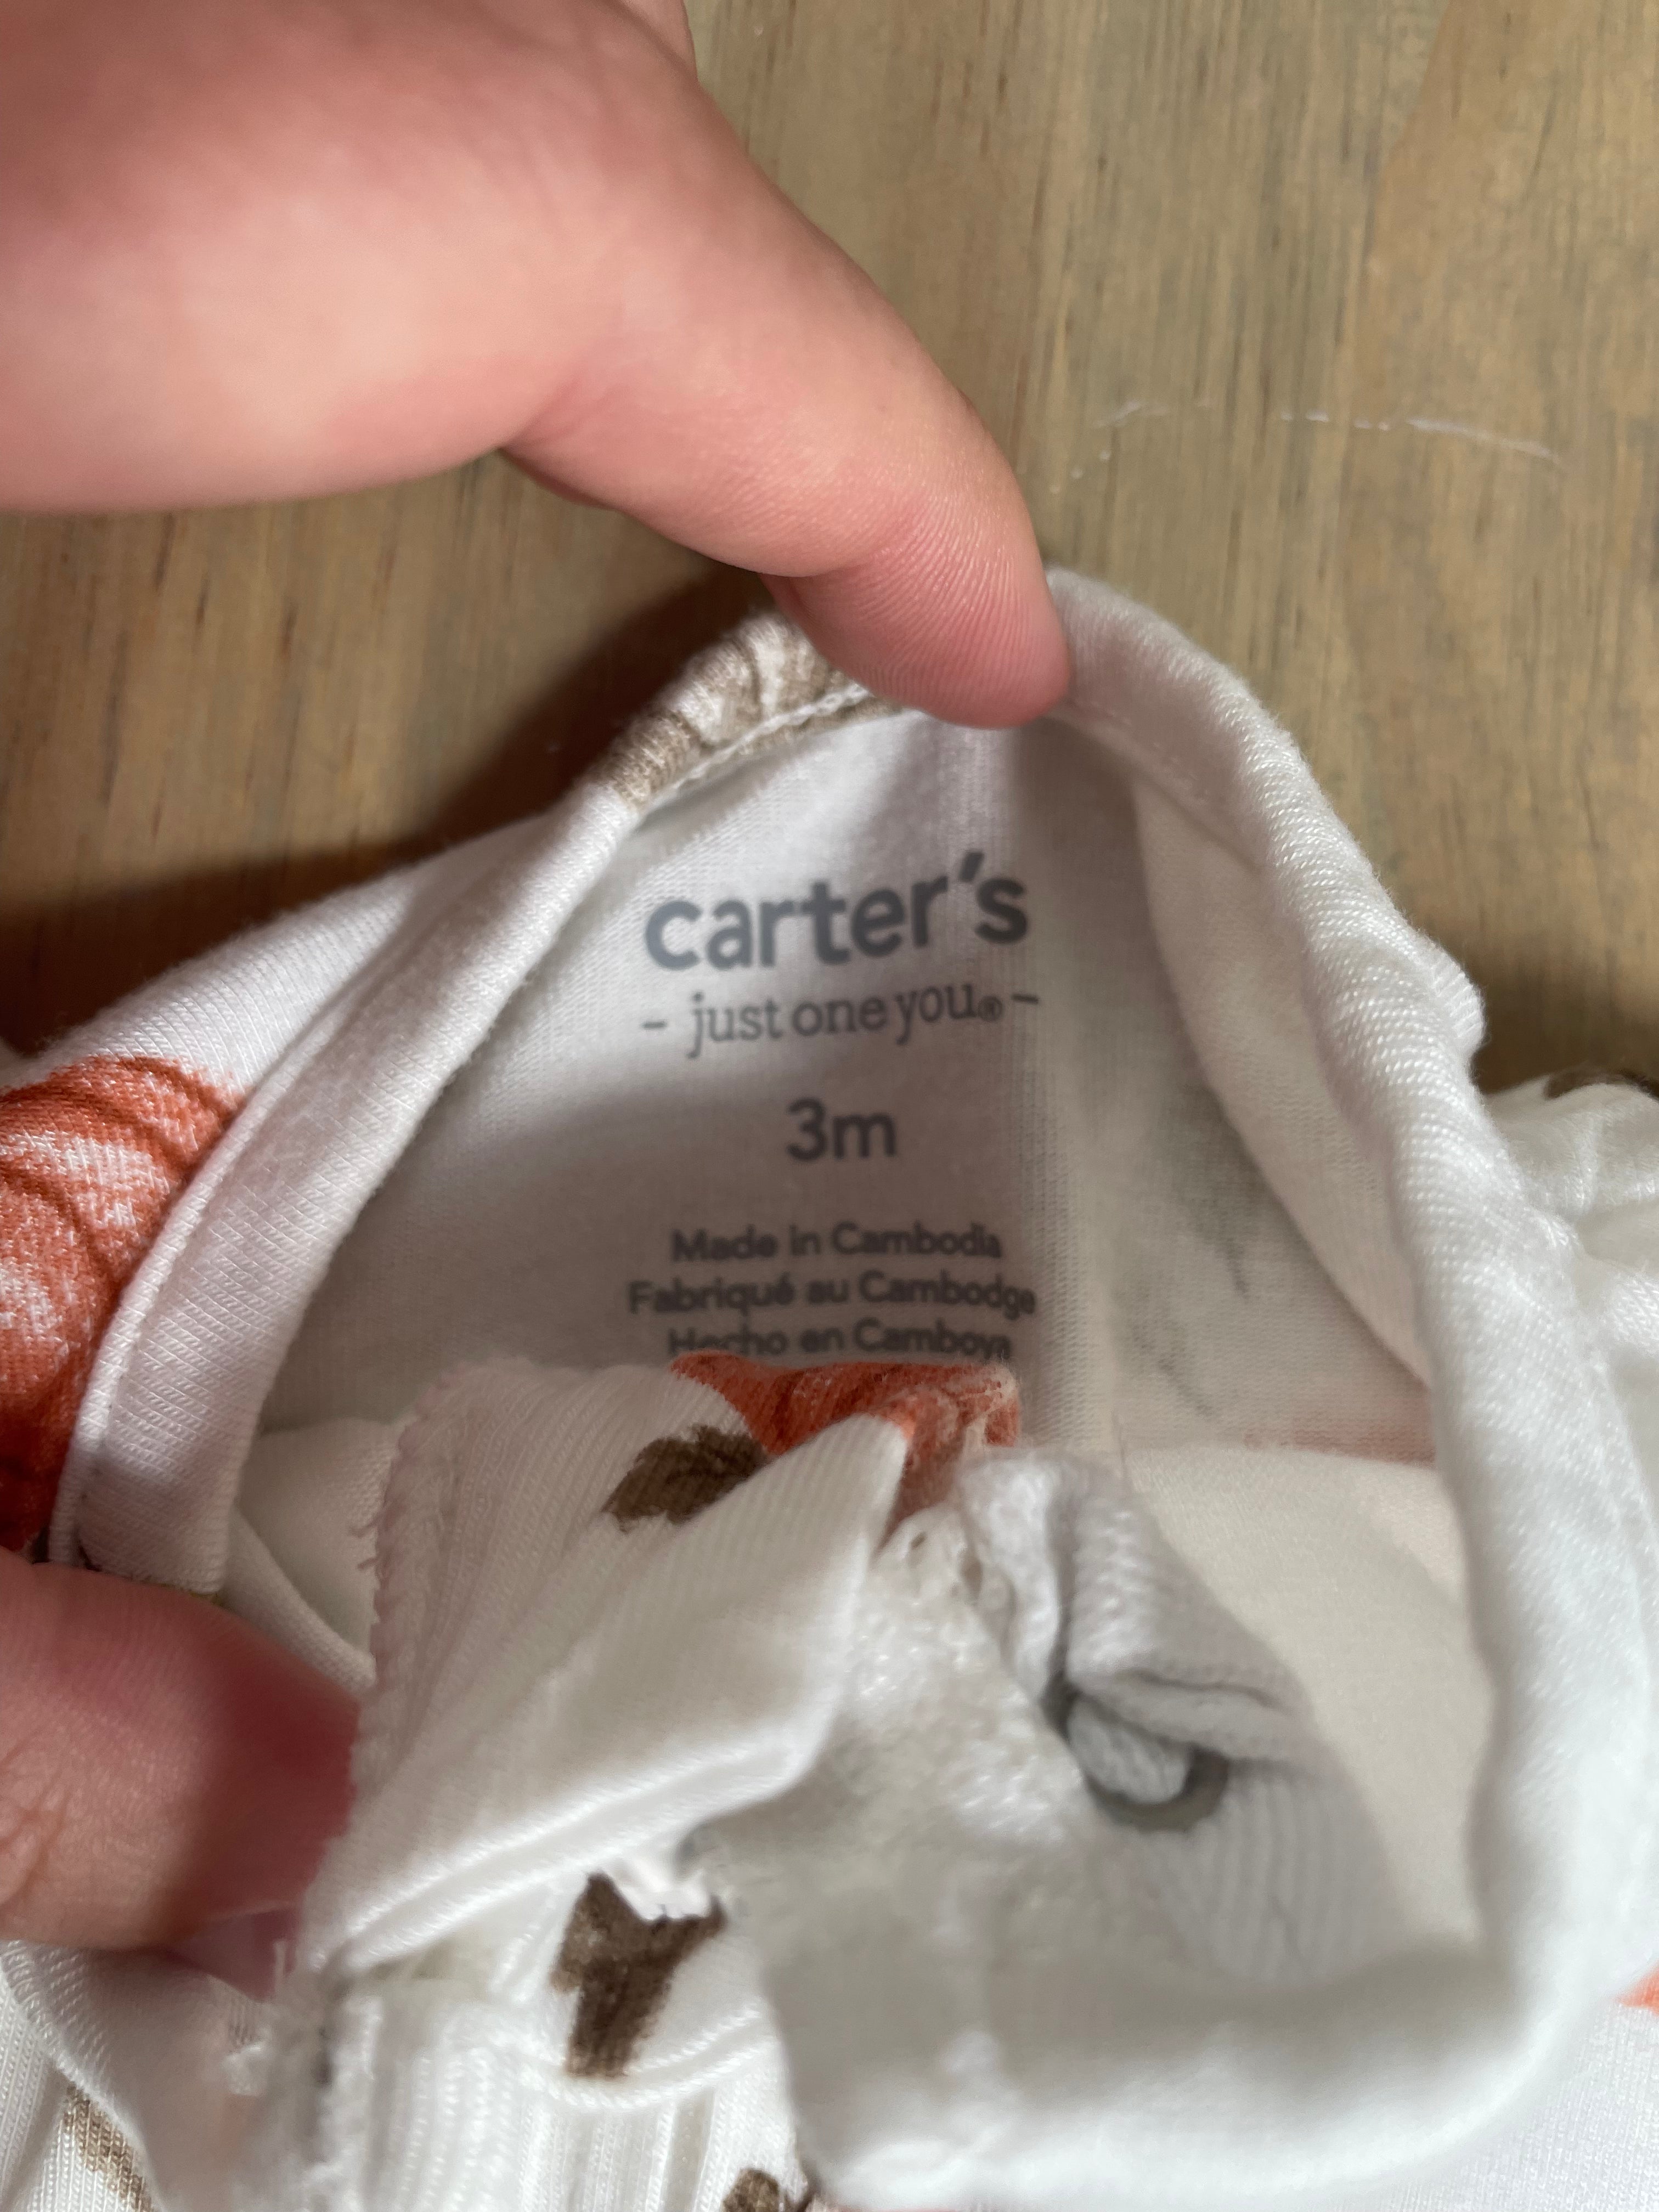 carter's
- just one you® -
3m
Made in Cambodia
Fabriqué au Cambodge
Hecho en Camboya